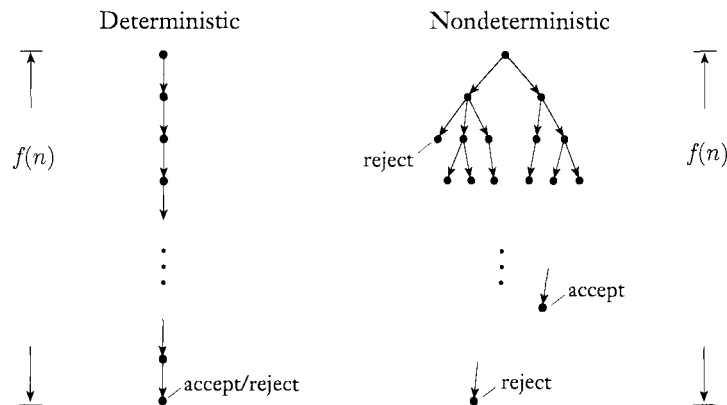 Deterministic
Nondeterministic
f(n)
reject
f(n)
accept
accept/reject
reject